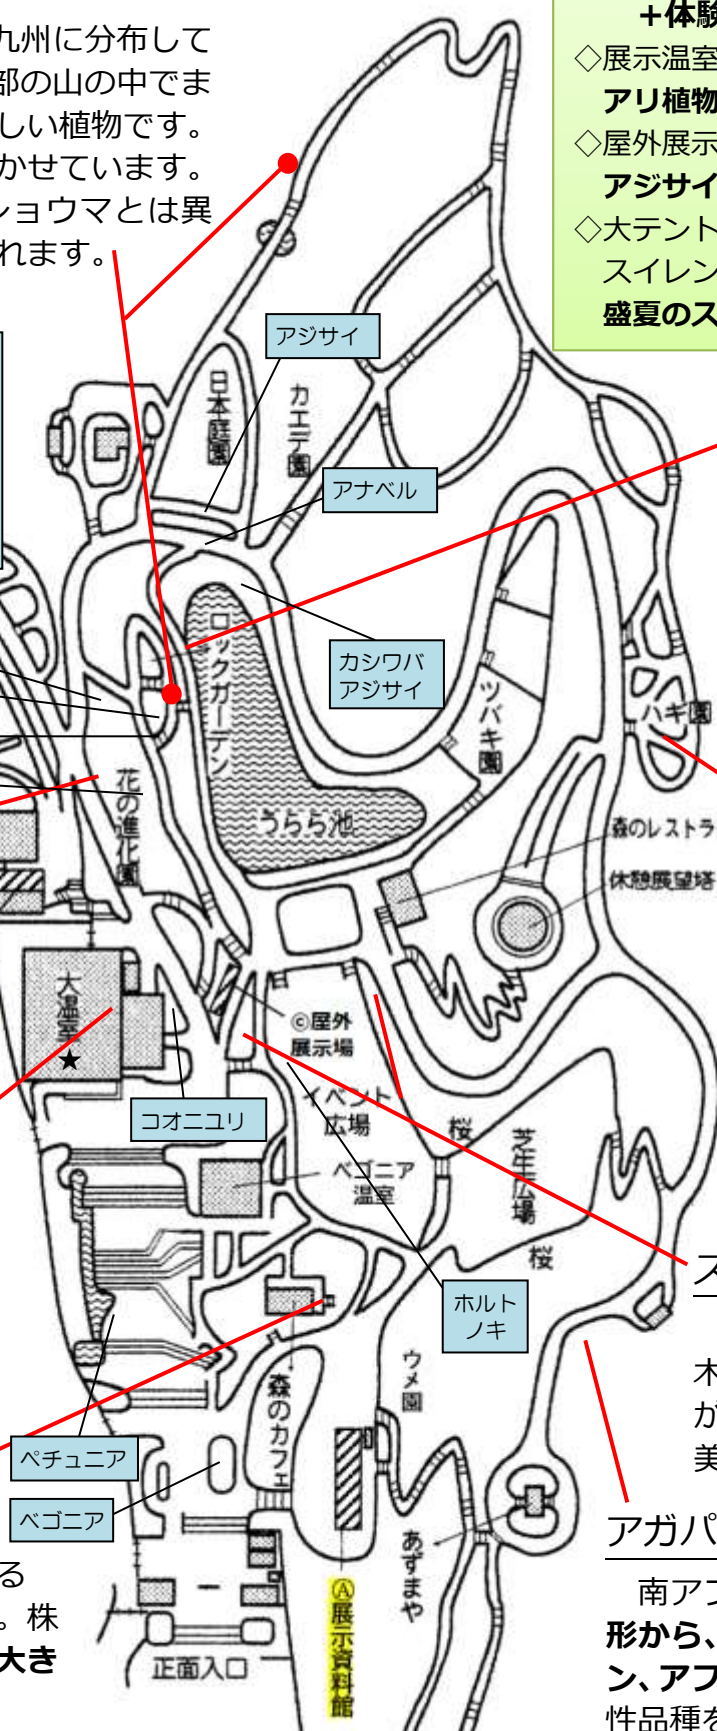 九州に分布して
部の山の中でま
しい植物です。
かせています。
ショウマとは異
れます。
+体験
◇展示温室
アリ植物
◇屋外展示
アジサイ
◇大テント
スイレン
盛夏のス
アジサイ
日本庭園
カエデ園
アナベル
ロックガーデン
カシワバ
アジサイ
ツバキ園
ハギ園
花の進化園
うらら池
森のレストラ
休憩展望塔
大温室
★
©屋外
展示場
イベント
広場
コオニユリ
桜
芝生広場
ベゴニア
温室
桜
ス
ホルト
ノキ
木
が
美
ウメ園
森のカフェ
ペチュニア
ベゴニア
あずまや
アガパ
る
。株
大き
南アフ
形から、
ン、アフ
性品種を
Ⓐ展示資料館
正面入口